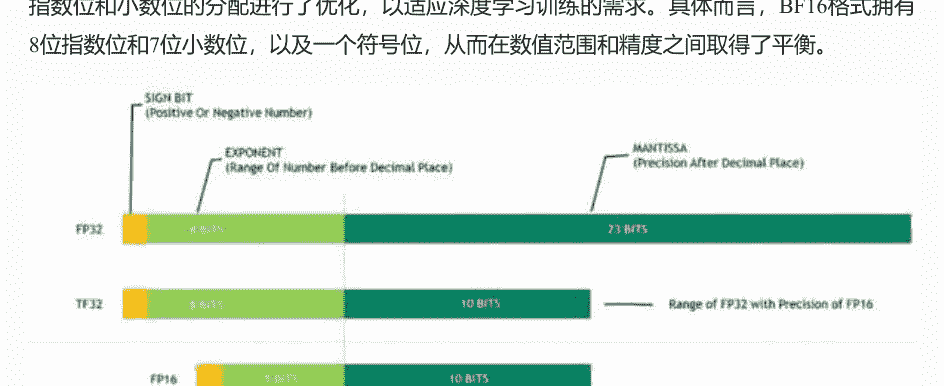 指数位和小数位的分配进行了优化，以适应深度学习训练的需求。具体而言，BF16格式拥有
8位指数位和7位小数位，以及一个符号位，从而在数值范围和精度之间取得了平衡。
SIGN BIT
(Positive Or Negative Number)
EXPONENT
(Range Of Number Before Decimal Place)
MANTISSA
(Precision After Decimal Place)
FP32
8 BITS
23 BITS
TF32
8 BITS
10 BITS
Range of FP32 with Precision of FP16
FP16
BITS
10 BITS